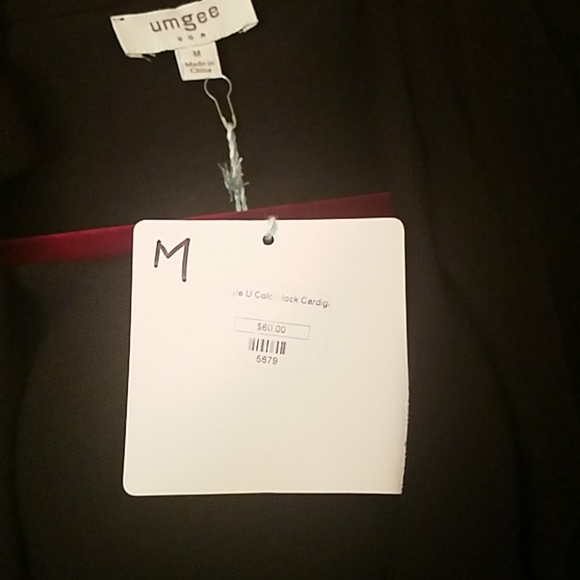 umgee
USA
M
Made in
China
M
U Color Block Cardig
$60.00
5679